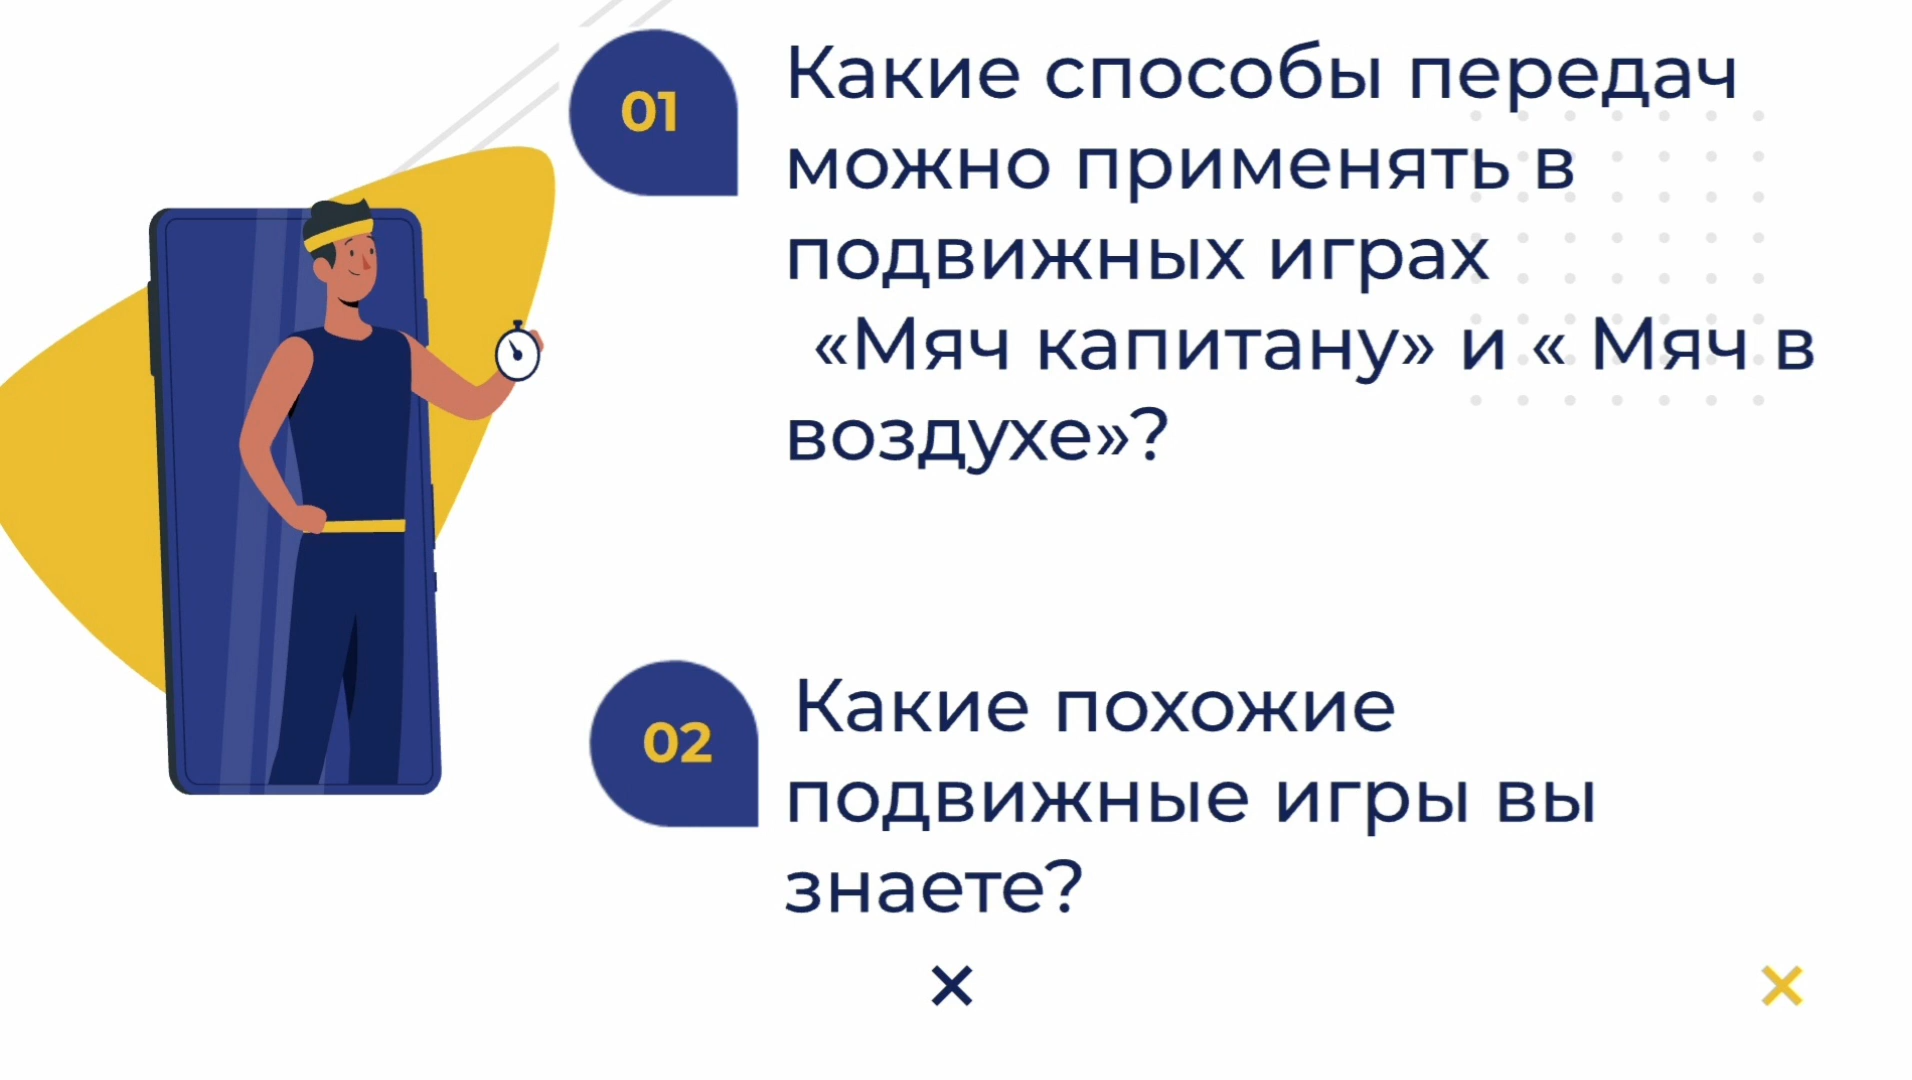 01
Какие способы передач
можно применять в
подвижных играх
«Мяч капитану» и « Мяч в
воздухе»?
02
Какие похожие
подвижные игры вы
знаете?